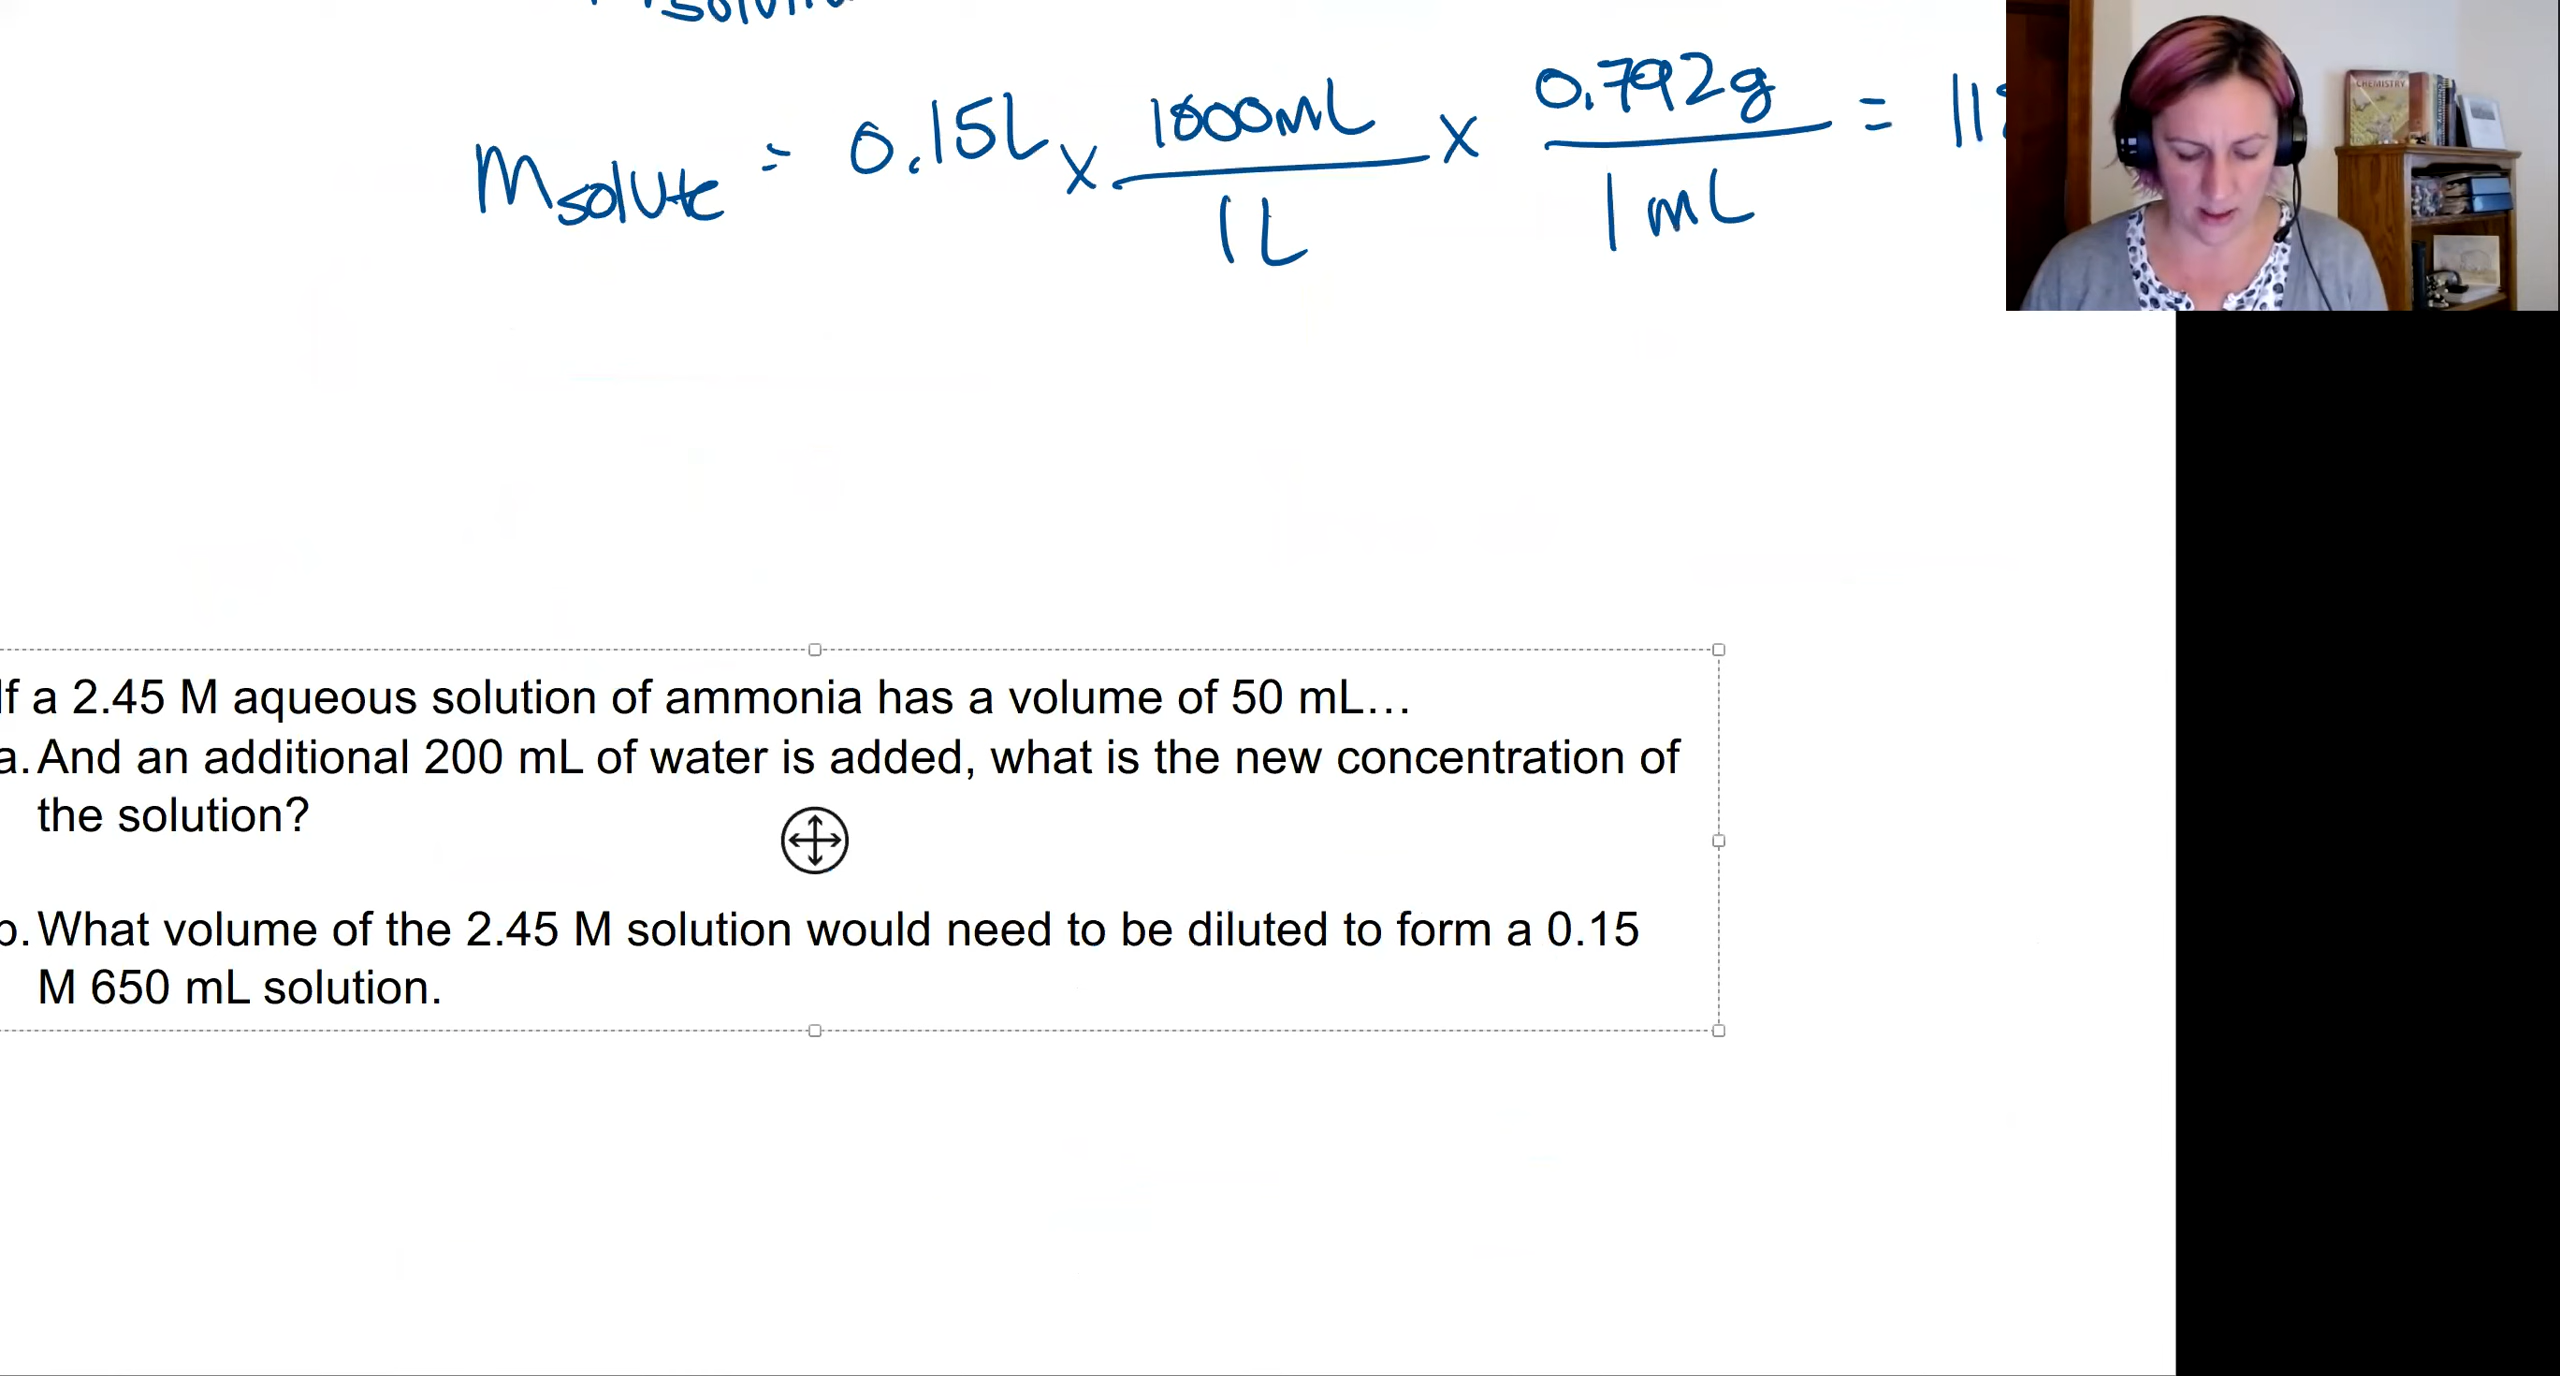 m solute = 0.15L x 1000mL / 1L x 0.792g / 1mL = 11
CHEMISTRY
If a 2.45 M aqueous solution of ammonia has a volume of 50 mL…
a. And an additional 200 mL of water is added, what is the new concentration of
the solution?
b. What volume of the 2.45 M solution would need to be diluted to form a 0.15
M 650 mL solution.